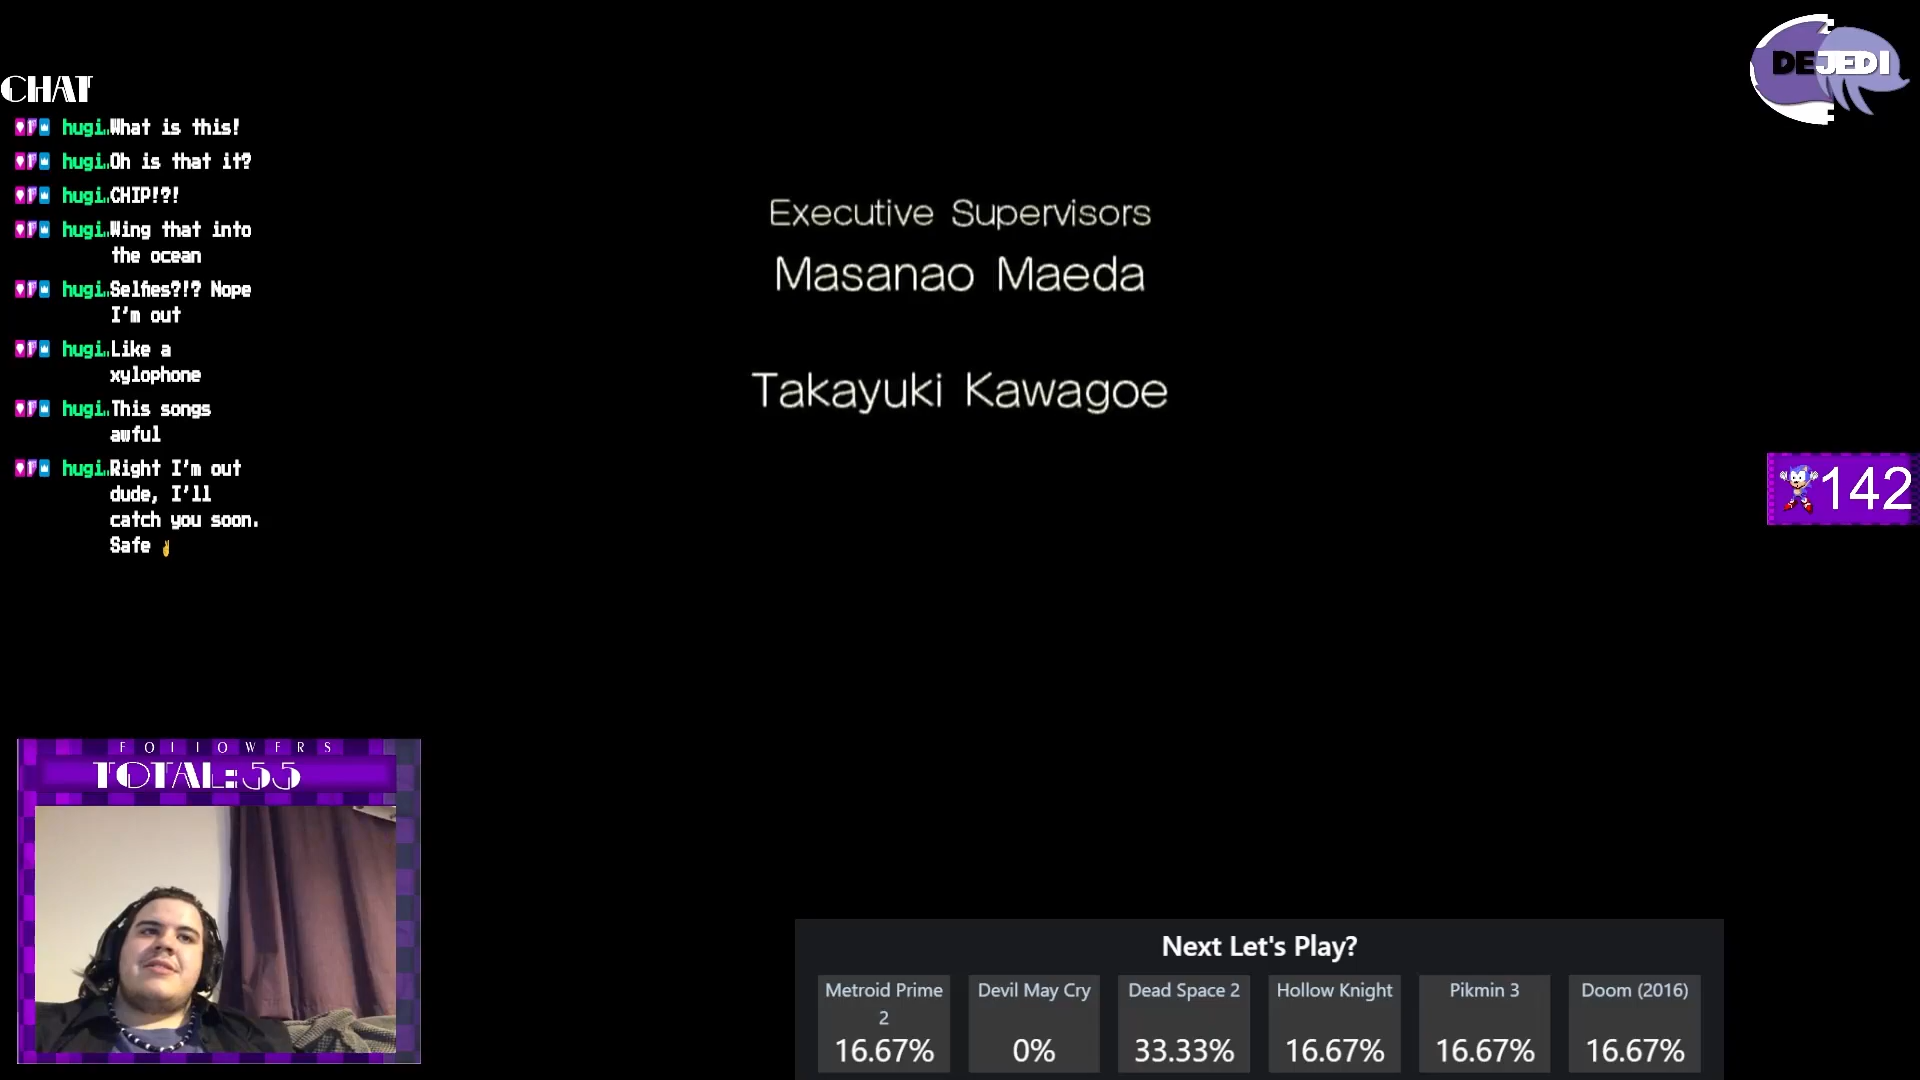 DEJEDI
CHAT
hugi..What is this!
hugi..Oh is that it?
hugi..CHIP!?!
hugi..Wing that into
the ocean
hugi..Selfies?!? Nope
I'm out
hugi..Like a
xylophone
hugi..This songs
awful
hugi..Right I'm out
dude, I'll
catch you soon.
Safe ✌
Executive Supervisors
Masanao Maeda
Takayuki Kawagoe
142
FOLLOWERS
TOTAL:55
Next Let's Play?
Metroid Prime
2
16.67%
Devil May Cry
0%
Dead Space 2
33.33%
Hollow Knight
16.67%
Pikmin 3
16.67%
Doom (2016)
16.67%